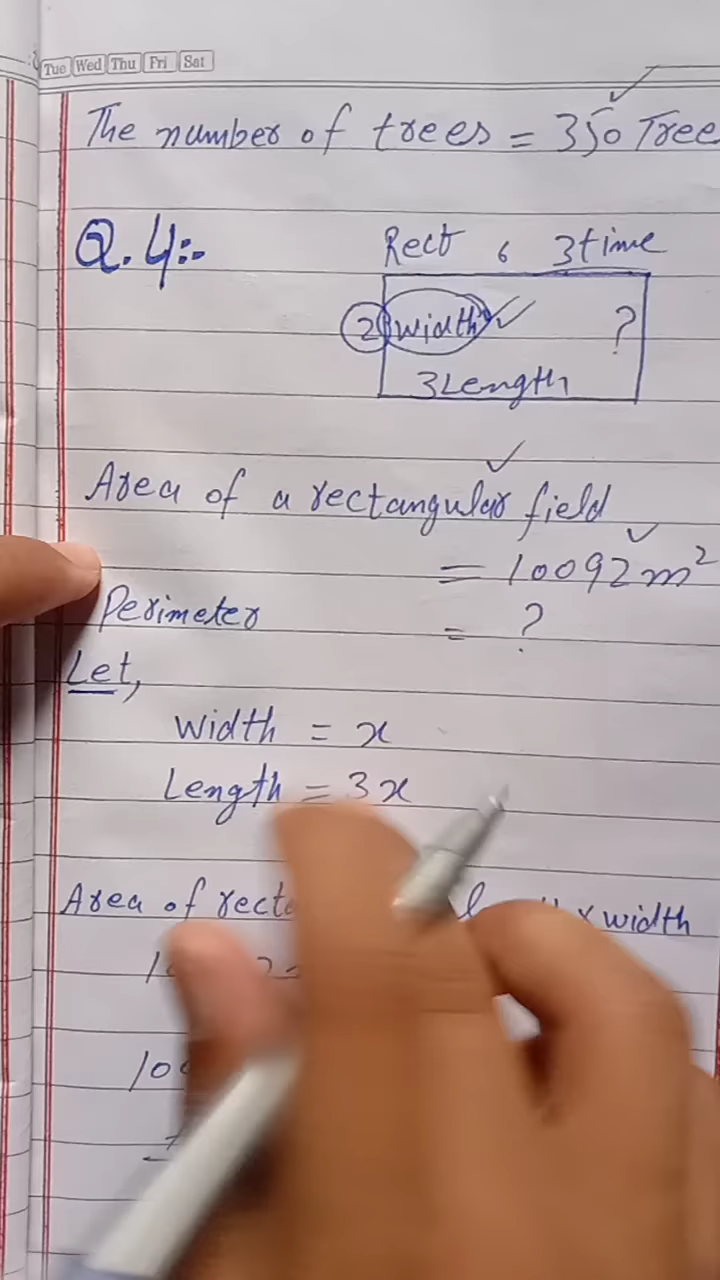 Tue Wed Thu Fri Sat
The number of trees = 350 Tree
Q.4:-
Rect 6 3time
2 width ?
3Length
Area of a rectangular field
= 10092 m²
Perimeter = ?
Let,
width = x
Length = 3x
Area of × width